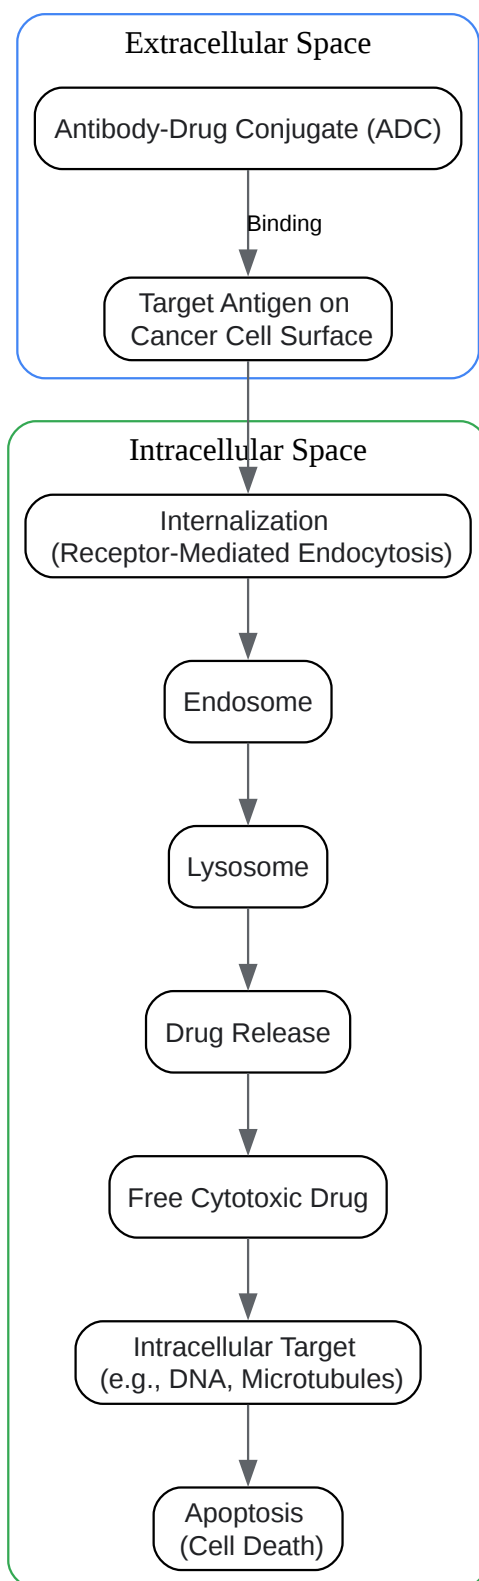 Extracellular Space
Antibody-Drug Conjugate (ADC)
Binding
Target Antigen on
Cancer Cell Surface
Intracellular Space
Internalization
(Receptor-Mediated Endocytosis)
Endosome
Lysosome
Drug Release
Free Cytotoxic Drug
Intracellular Target
(e.g., DNA, Microtubules)
Apoptosis
(Cell Death)